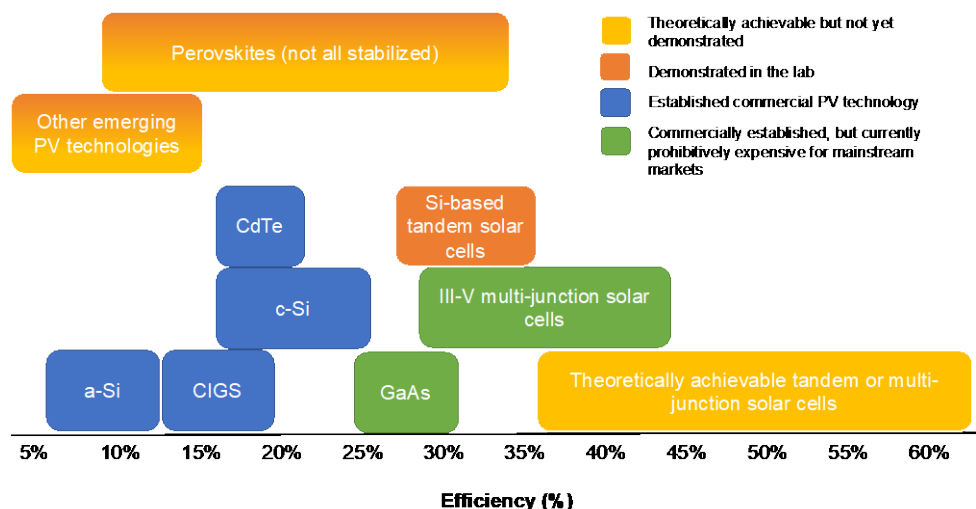 Perovskites (not all stabilized)
Other emerging
PV technologies
Theoretically achievable but not yet
demonstrated
Demonstrated in the lab
Established commercial PV technology
Commercially established, but currently
prohibitively expensive for mainstream
markets
CdTe
Si-based
tandem solar
cells
c-Si
III-V multi-junction solar
cells
a-Si
CIGS
GaAs
Theoretically achievable tandem or multi-
junction solar cells
5% 10% 15% 20% 25% 30% 35% 40% 45% 50% 55% 60%
Efficiency (%)